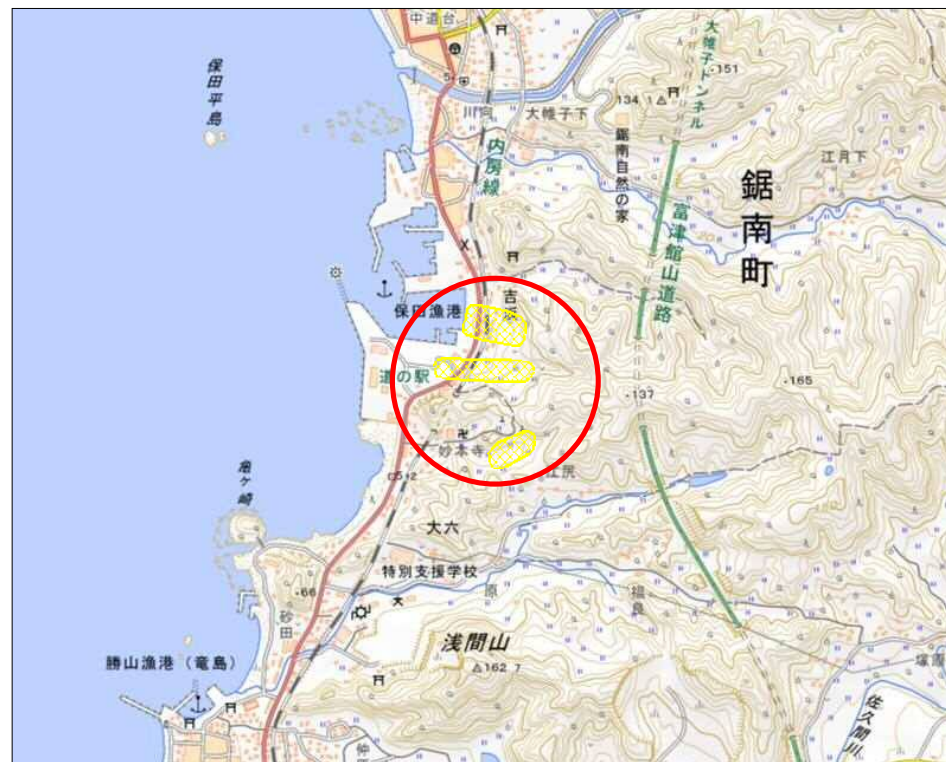 中道台
保田平島
5
大帷子トンネル
・151
134.1
川向
大帷子下
江月下
内房線
鋸南自然の家
鋸南町
富津館山道路
保田漁港
吉浜
道の駅
・165
・137
妙本寺
江尻
竜ヶ崎
大六
特別支援学校
原
・66
砂田
浅間山
162.7
勝山漁港(竜島)
佐久間川